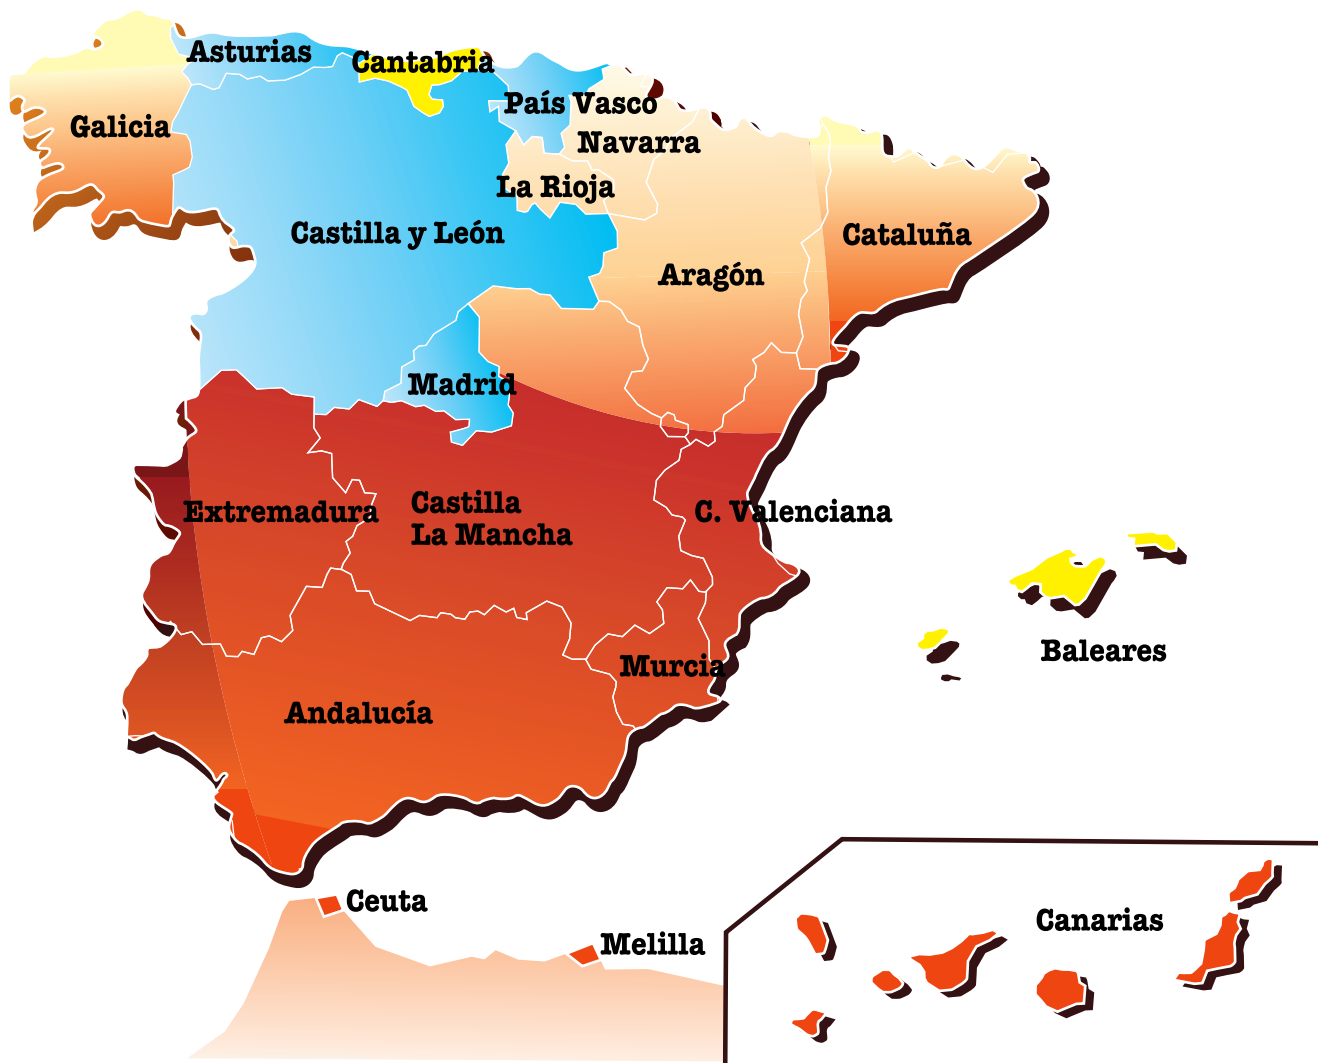 Asturias
Cantabria
País Vasco
Galicia
Navarra
La Rioja
Castilla y León
Cataluña
Aragón
Madrid
Extremadura
Castilla
La Mancha
C. Valenciana
Baleares
Murcia
Andalucía
Ceuta
Melilla
Canarias